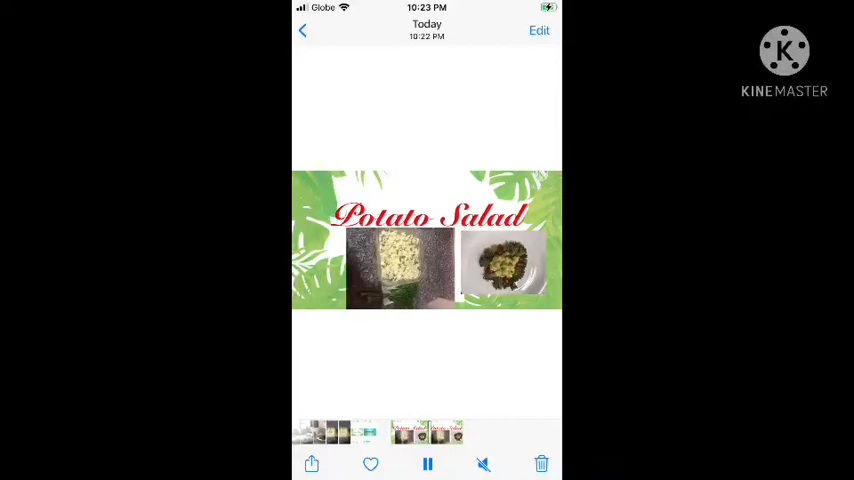 Globe 10:23 PM
Today
10:22 PM
Edit
K
KINEMASTER
Potato Salad